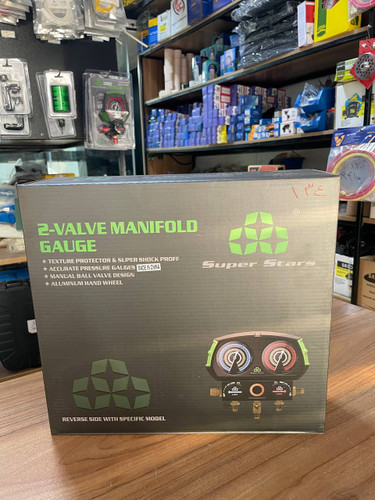 ١٣٤
2-VALVE MANIFOLD
GAUGE
Super Stars
TEXTURE PROTECTOR & SUPER SHOCK PROFF
ACCURATE PRESSURE GAUGES
MANUAL BALL VALVE DESIGN
ALUMINUM HAND WHEEL
REVERSE SIDE WITH SPECIFIC MODEL